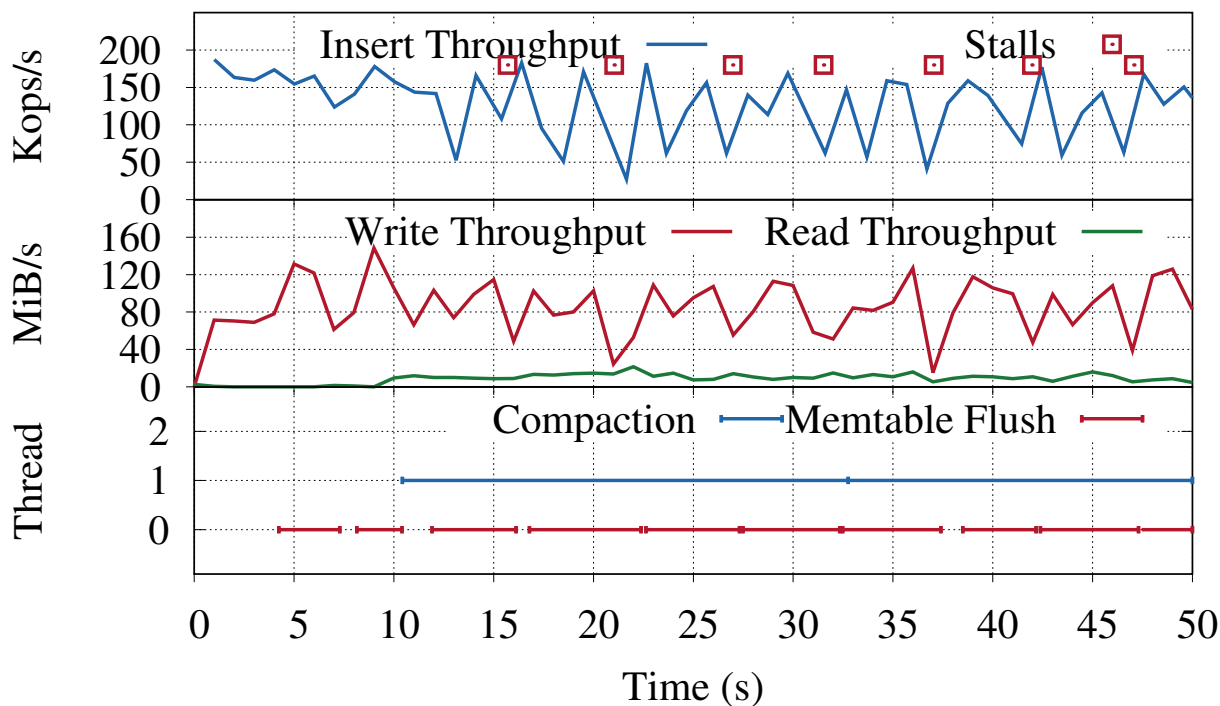 Kops/s
200
150
100
50
0
Insert Throughput
Stalls
MiB/s
160
120
80
40
0
Write Throughput
Read Throughput
Thread
2
1
0
Compaction
Memtable Flush
0 5 10 15 20 25 30 35 40 45 50
Time (s)